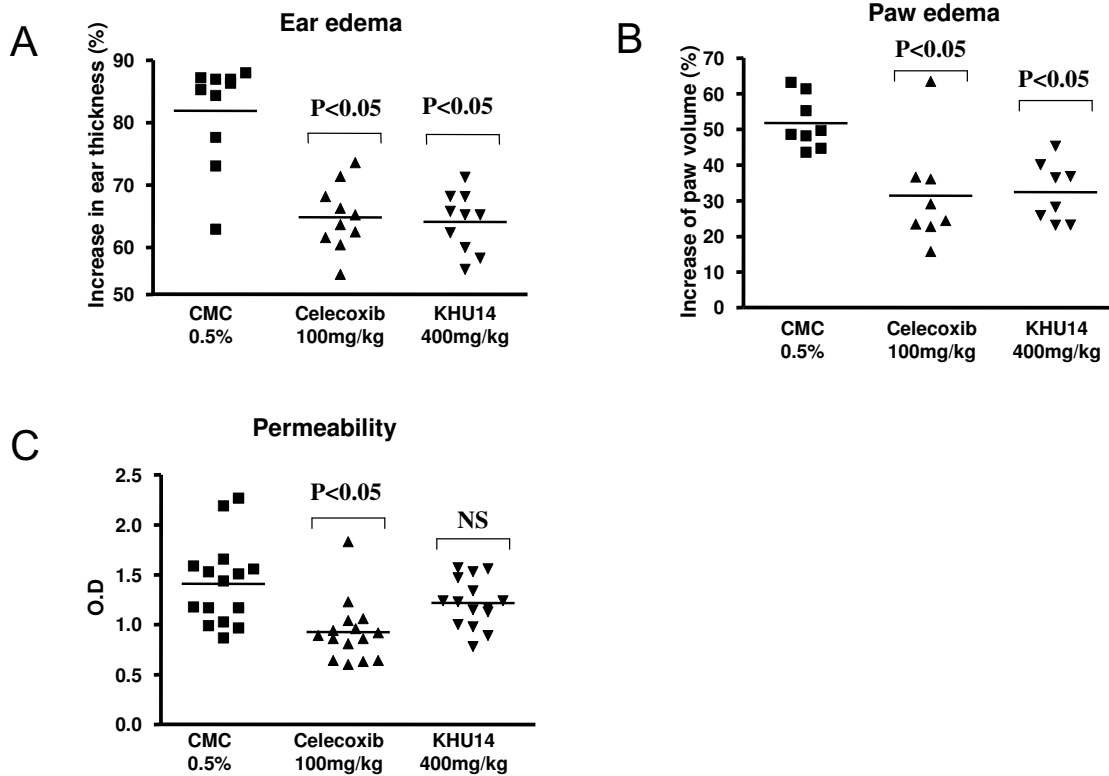 A
Ear edema
Increase in ear thickness (%)
90
80
70
60
50
P<0.05
P<0.05
CMC
0.5%
Celecoxib
100mg/kg
KHU14
400mg/kg
B
Paw edema
Increase of paw volume (%)
70
60
50
40
30
20
10
0
P<0.05
P<0.05
CMC
0.5%
Celecoxib
100mg/kg
KHU14
400mg/kg
C
Permeability
O.D
2.5
2.0
1.5
1.0
0.5
0.0
P<0.05
NS
CMC
0.5%
Celecoxib
100mg/kg
KHU14
400mg/kg